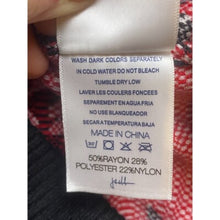 WASH DARK COLORS SEPARATELY
IN COLD WATER DO NOT BLEACH
TUMBLE DRY LOW
LAVER LES COULEURS FONCEES
SEPAREMENT EN AGUA FRIA
NO USE BLANQUEADOR
SECAR A TEMPERATURA BAJA
MADE IN CHINA
50%RAYON 28%
POLYESTER 22%NYLON